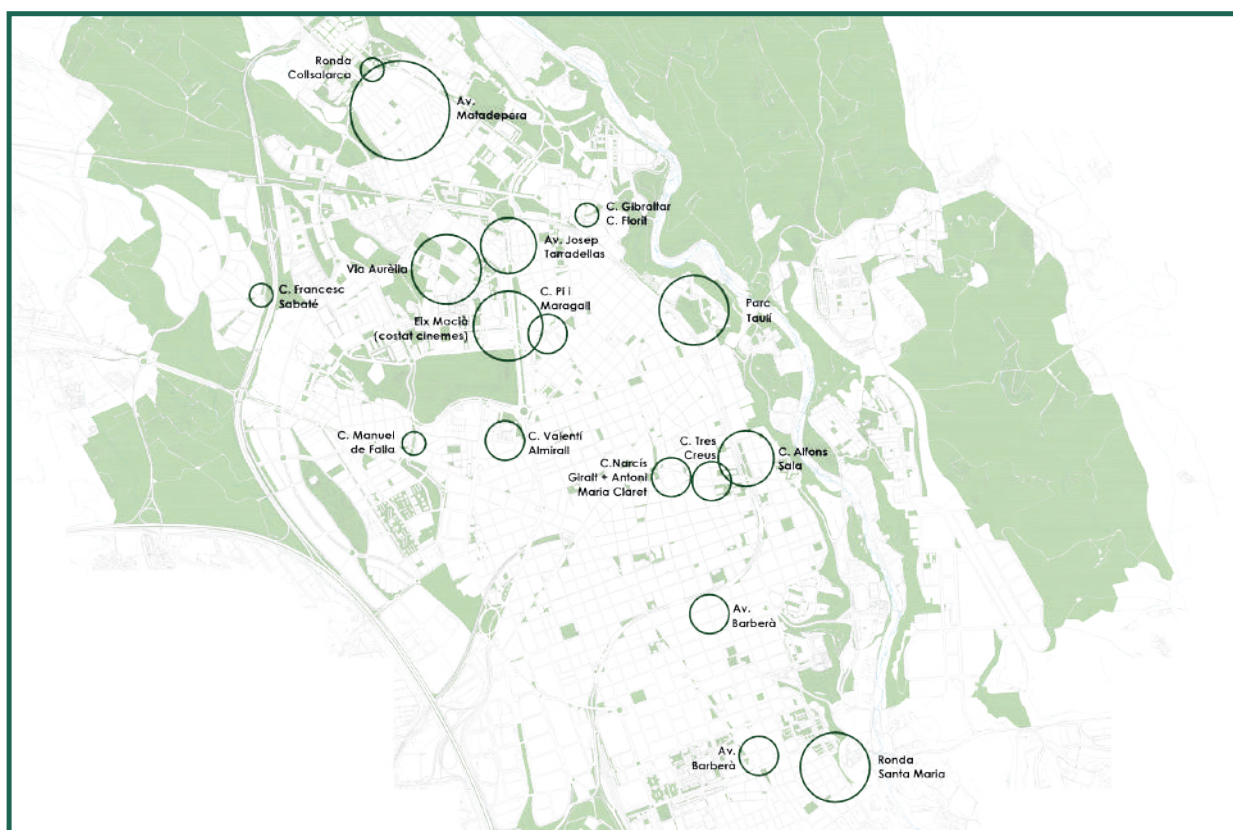 Ronda
Collsalarca
Av.
Matadepera
C. Gibraltar
C. Florit
Av. Josep
Tarradellas
Via Aurèlia
C. Francesc
Sabaté
C. Pi i
Maragall
Eix Macià
(costat cinemes)
Parc
Taulí
C. Manuel
de Falla
C. Valentí
Almirall
C. Tres
Creus
C. Alfons
Sala
C.Narcís
Giralt + Antoni
Maria Claret
Av.
Barberà
Av.
Barberà
Ronda
Santa Maria